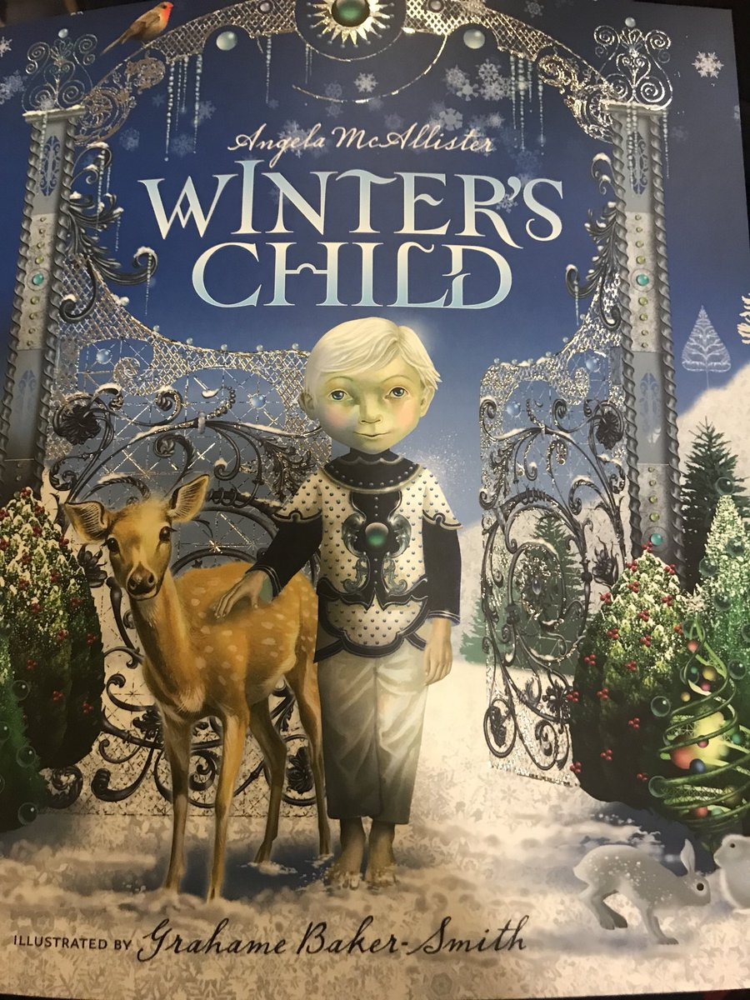 Angela McAllister
WINTER'S
CHILD
ILLUSTRATED BY Grahame Baker-Smith